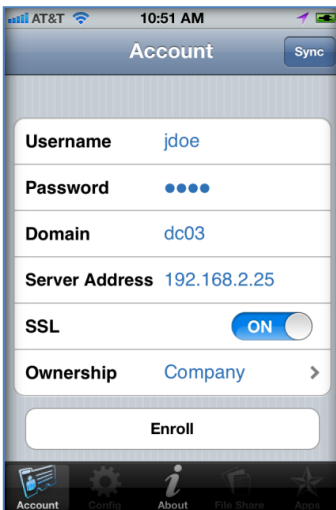 AT&T 10:51 AM
Account Sync
Username jdoe
Password ●●●●
Domain dc03
Server Address 192.168.2.25
SSL ON
Ownership Company
Enroll
Account Config About File Share Apps